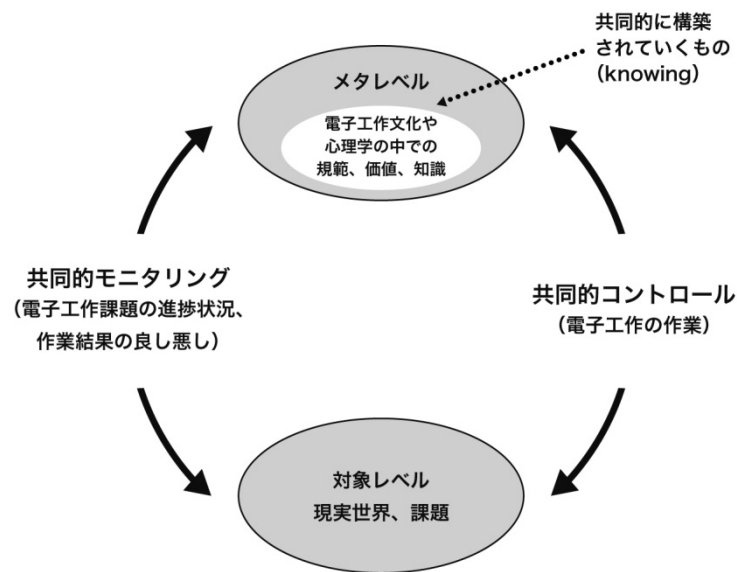 共同的に構築
されていくもの
（knowing）
メタレベル
電子工作文化や
心理学の中での
規範、価値、知識
共同的モニタリング
（電子工作課題の進捗状況、
作業結果の良し悪し）
共同的コントロール
（電子工作の作業）
対象レベル
現実世界、課題